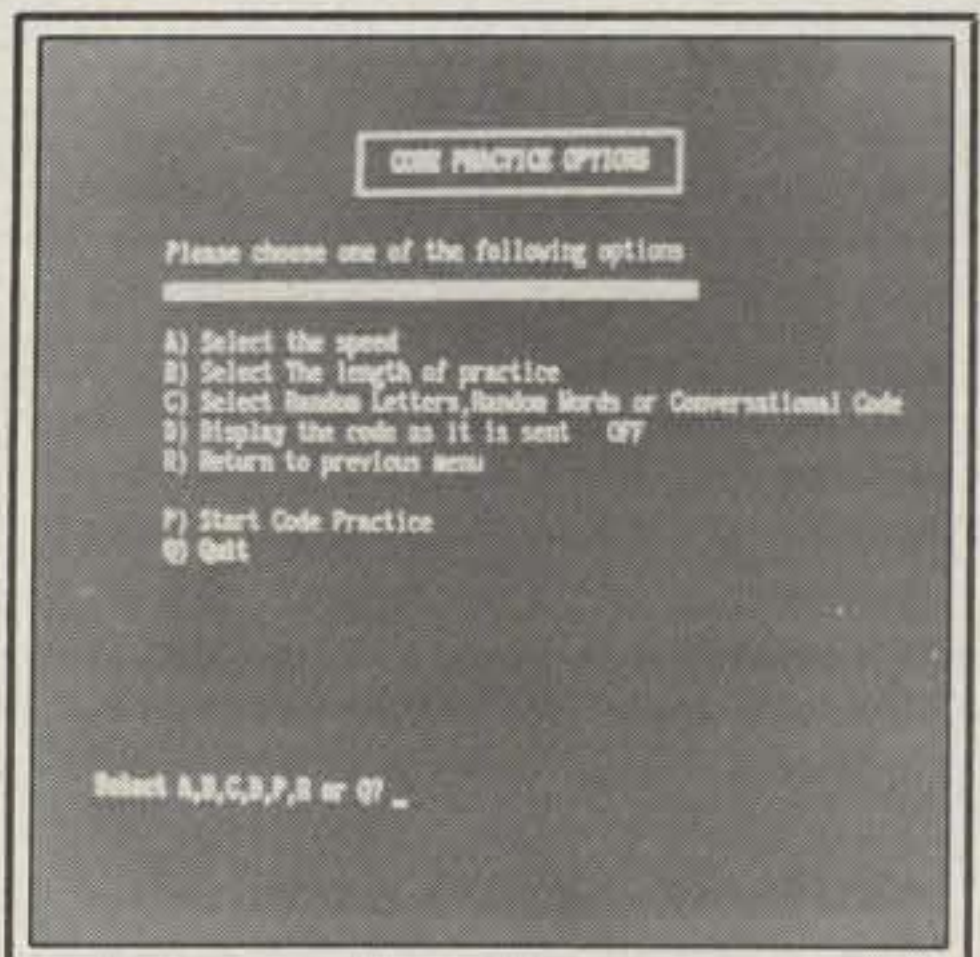 CODE PRACTICE OPTIONS
Please choose one of the following options
A) Select the speed
B) Select The length of practice
C) Select Random Letters,Random Words or Conversational Code
D) Display the code as it is sent OFF
R) Return to previous menu
P) Start Code Practice
Q) Quit
Select A,B,C,D,P,R or Q? _